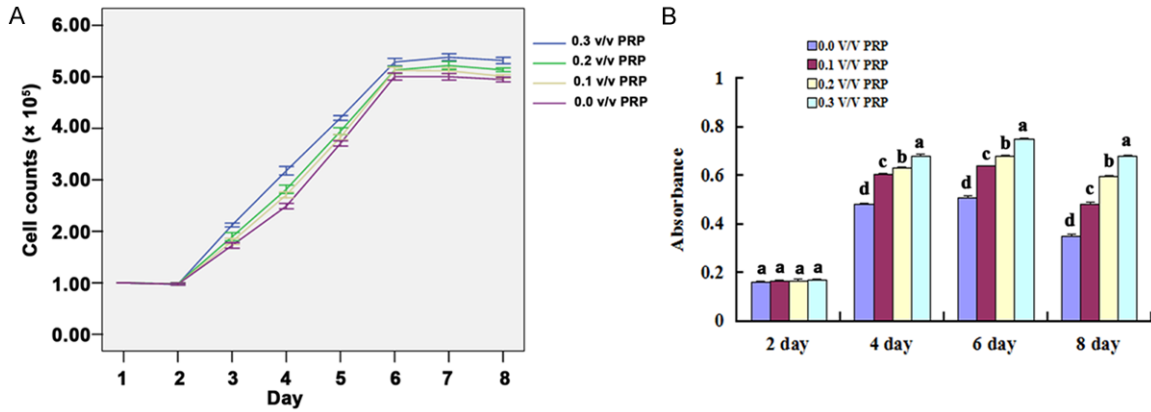 A
6.00
5.00
4.00
3.00
2.00
1.00
0.00
Cell counts (× 10⁵)
1 2 3 4 5 6 7 8
Day
0.3 v/v PRP
0.2 v/v PRP
0.1 v/v PRP
0.0 v/v PRP
B
0.0 V/V PRP
0.1 V/V PRP
0.2 V/V PRP
0.3 V/V PRP
1
0.8
0.6
0.4
0.2
0
Absorbance
a a a a
d c b a
d c b a
d c b a
2 day 4 day 6 day 8 day